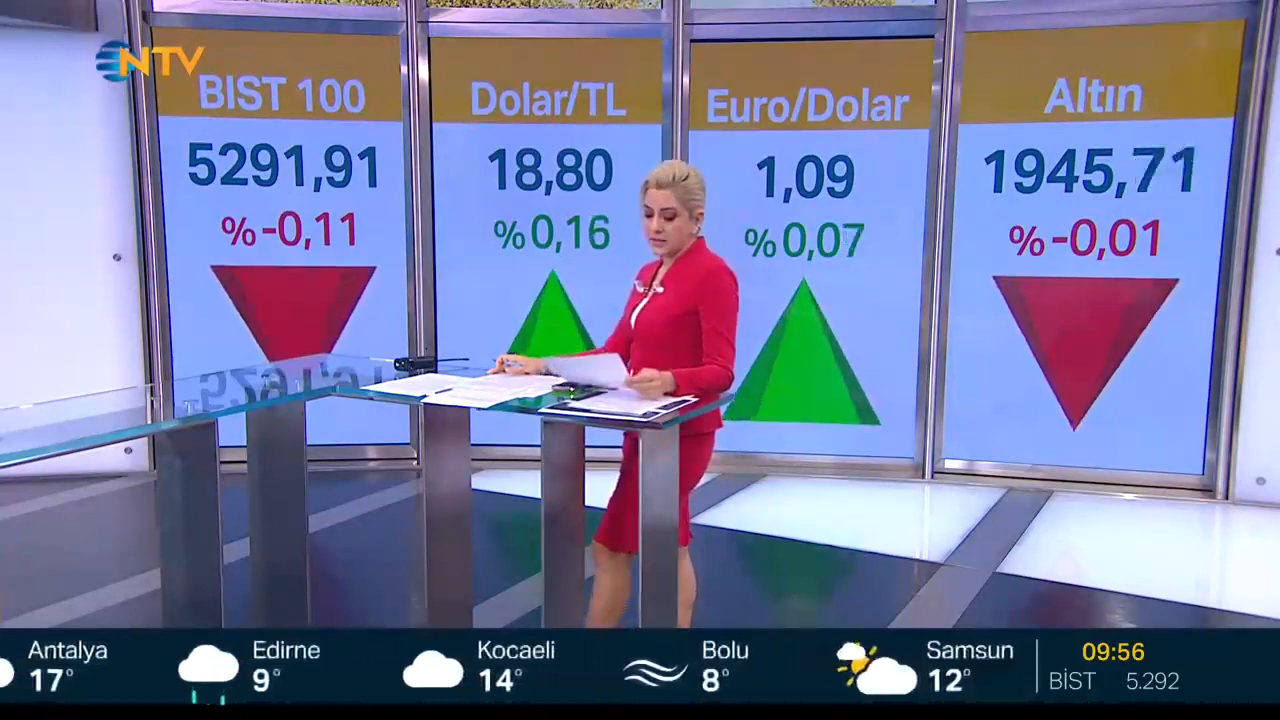 NTV
BIST 100
5291,91
% -0,11
Dolar/TL
18,80
% 0,16
Euro/Dolar
1,09
% 0,07
Altın
1945,71
% -0,01
5291,91
Antalya
17°
Edirne
9°
Kocaeli
14°
Bolu
8°
Samsun
12°
09:56
BİST 5.292